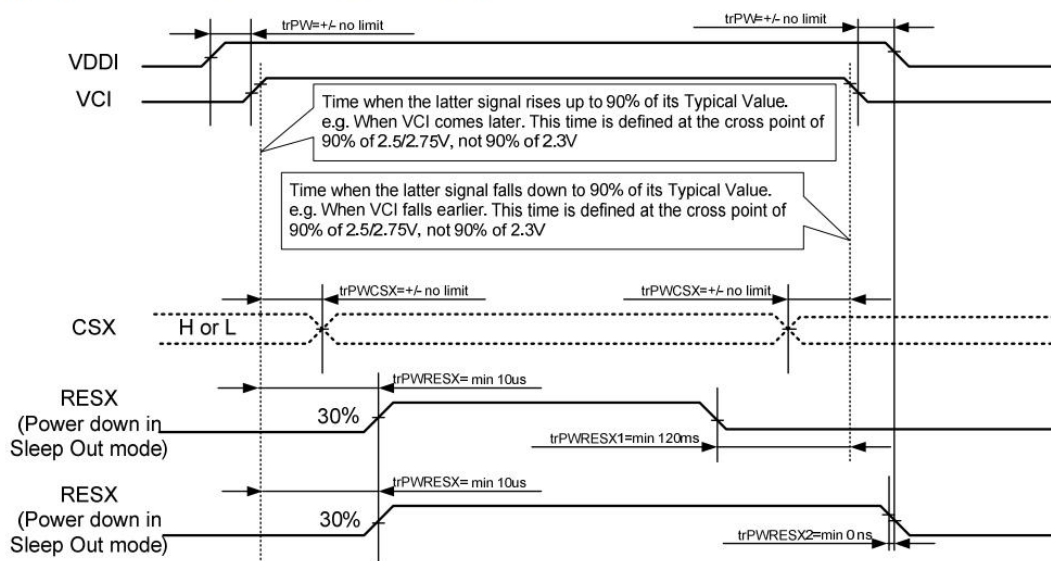 trPW=+/- no limit
trPW=+/- no limit
VDDI
VCI
Time when the latter signal rises up to 90% of its Typical Value.
e.g. When VCI comes later. This time is defined at the cross point of
90% of 2.5/2.75V, not 90% of 2.3V
Time when the latter signal falls down to 90% of its Typical Value.
e.g. When VCI falls earlier. This time is defined at the cross point of
90% of 2.5/2.75V, not 90% of 2.3V
trPWCSX=+/- no limit
trPWCSX=+/- no limit
CSX
H or L
trPWRESX= min 10us
RESX
(Power down in
Sleep Out mode)
30%
trPWRESX1=min 120ms
trPWRESX= min 10us
RESX
(Power down in
Sleep Out mode)
30%
trPWRESX2=min 0 ns